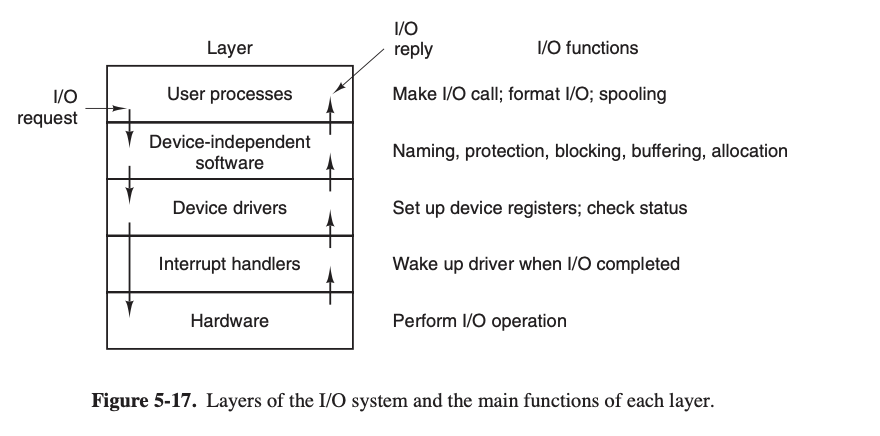 Layer
I/O
reply
I/O functions
I/O
request
User processes
Make I/O call; format I/O; spooling
Device-independent
software
Naming, protection, blocking, buffering, allocation
Device drivers
Set up device registers; check status
Interrupt handlers
Wake up driver when I/O completed
Hardware
Perform I/O operation
Figure 5-17. Layers of the I/O system and the main functions of each layer.